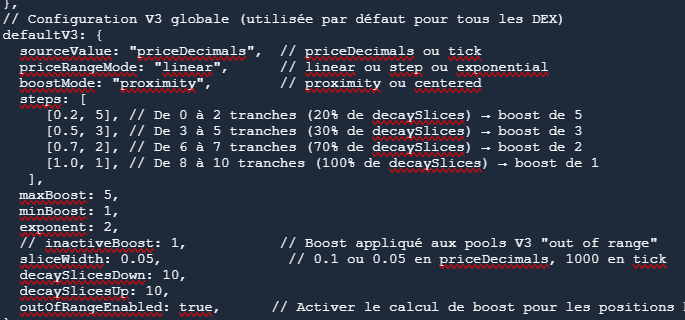 },
// Configuration V3 globale (utilisée par défaut pour tous les DEX)
defaultV3: {
sourceValue: "priceDecimals", // priceDecimals ou tick
priceRangeMode: "linear", // linear ou step ou exponential
boostMode: "proximity", // proximity ou centered
steps: [
[0.2, 5], // De 0 à 2 tranches (20% de decaySlices) → boost de 5
[0.5, 3], // De 3 à 5 tranches (30% de decaySlices) → boost de 3
[0.7, 2], // De 6 à 7 tranches (70% de decaySlices) → boost de 2
[1.0, 1], // De 8 à 10 tranches (100% de decaySlices) → boost de 1
],
maxBoost: 5,
minBoost: 1,
exponent: 2,
// inactiveBoost: 1, // Boost appliqué aux pools V3 "out of range"
sliceWidth: 0.05, // 0.1 ou 0.05 en priceDecimals, 1000 en tick
decaySlicesDown: 10,
decaySlicesUp: 10,
outOfRangeEnabled: true, // Activer le calcul de boost pour les positions